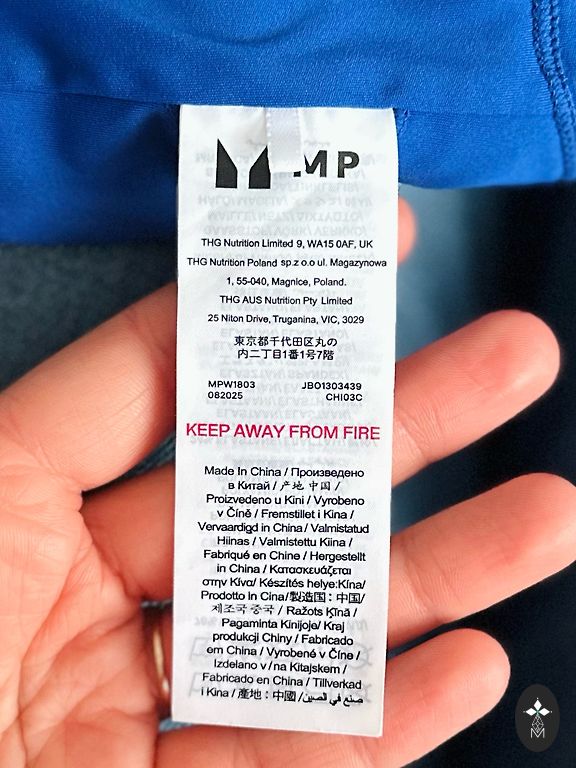 MP
THG Nutrition Limited 9, WA15 0AF, UK
THG Nutrition Poland sp.z o.o ul. Magazynowa
1, 55-040, Magnice, Poland.
THG AUS Nutrition Pty Limited
25 Niton Drive, Truganina, VIC, 3029
東京都千代田区丸の
内二丁目1番1号7階
MPW1803 JBO1303439
082025 CHI03C
KEEP AWAY FROM FIRE
Made In China / Произведено
в Китай / 产地 中国 /
Proizvedeno u Kini / Vyrobeno
v Číně / Fremstillet i Kina /
Vervaardigd in China / Valmistatud
Hiinas / Valmistettu Kiina /
Fabriqué en Chine / Hergestellt
in China / Κατασκευάζεται
στην Κίνα/ Készítés helye:Kína/
Prodotto in Cina/製造国：中国/
제조국 중국 / Ražots Ķīnā /
Pagaminta Kinijoje/ Kraj
produkcji Chiny / Fabricado
em China / Vyrobené v Číne /
Izdelano v/na Kitajskem /
Fabricado en China / Tillverkad
i Kina / 產地：中國 /صنع في الصين